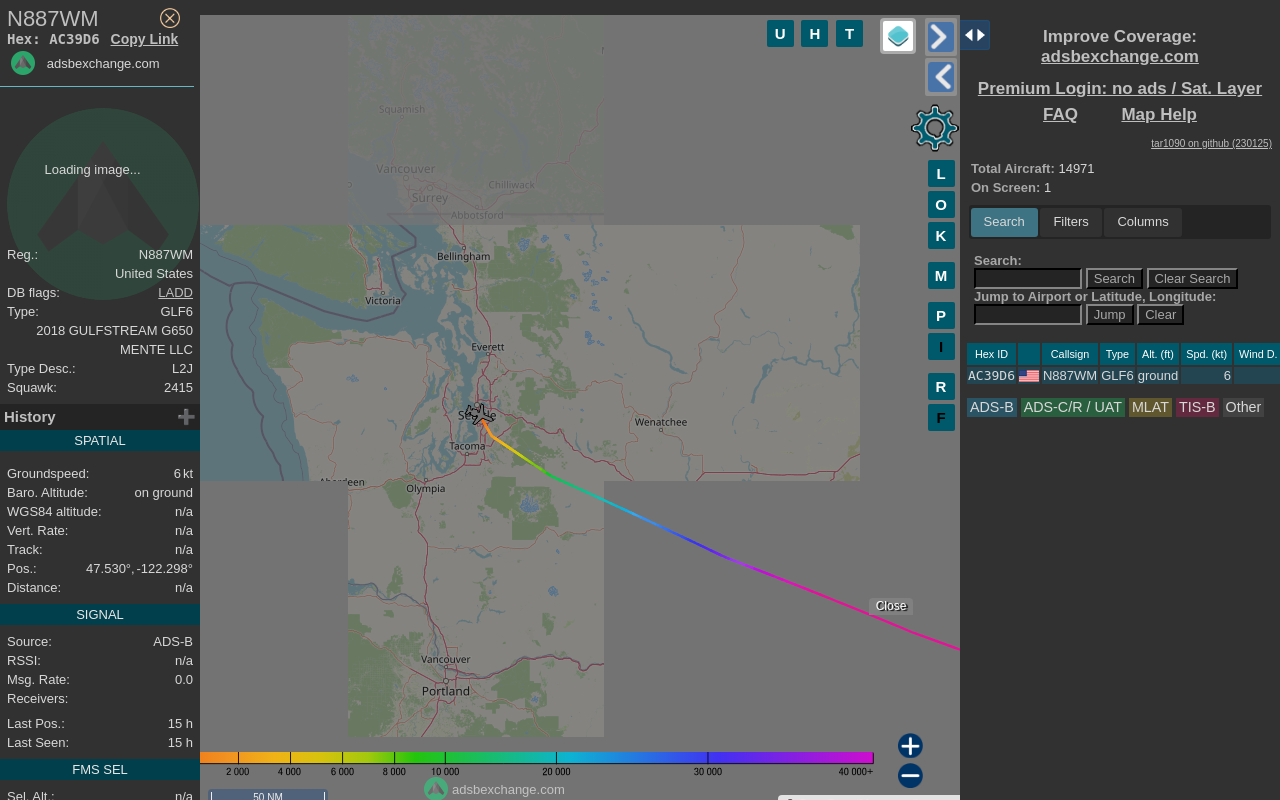 N887WM
Hex: AC39D6 Copy Link
adsbexchange.com
Loading image...
Reg.: N887WM
United States
DB flags: LADD
Type: GLF6
2018 GULFSTREAM G650
MENTE LLC
Type Desc.: L2J
Squawk: 2415
History
SPATIAL
Groundspeed: 6 kt
Baro. Altitude: on ground
WGS84 altitude: n/a
Vert. Rate: n/a
Track: n/a
Pos.: 47.530°, -122.298°
Distance: n/a
SIGNAL
Source: ADS-B
RSSI: n/a
Msg. Rate: 0.0
Receivers:
Last Pos.: 15 h
Last Seen: 15 h
FMS SEL
Sel. Alt.: n/a
U H T
L
O
K
M
P
I
R
F
Squamish
Vancouver
Surrey
Chilliwack
Abbotsford
Bellingham
Victoria
Everett
Wenatchee
Tacoma
Aberdeen
Olympia
Vancouver
Portland
Close
2 000 4 000 6 000 8 000 10 000 20 000 30 000 40 000+
adsbexchange.com
50 NM
Improve Coverage:
adsbexchange.com
Premium Login: no ads / Sat. Layer
FAQ Map Help
tar1090 on github (230125)
Total Aircraft: 14971
On Screen: 1
Search Filters Columns
Search:
Search Clear Search
Jump to Airport or Latitude, Longitude:
Jump Clear
Hex ID Callsign Type Alt. (ft) Spd. (kt) Wind D.
AC39D6 N887WM GLF6 ground 6
ADS-B ADS-C/R / UAT MLAT TIS-B Other